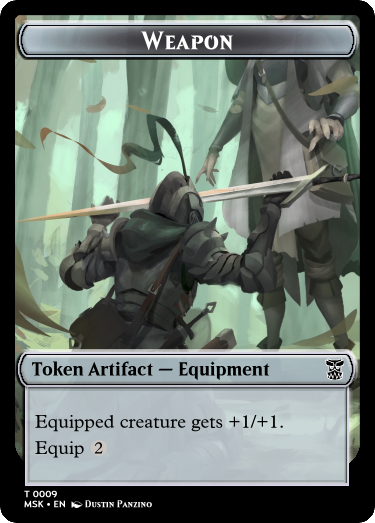 Weapon
Token Artifact — Equipment
Equipped creature gets +1/+1.
Equip 2
T 0009
MSK • EN Dustin Panzino